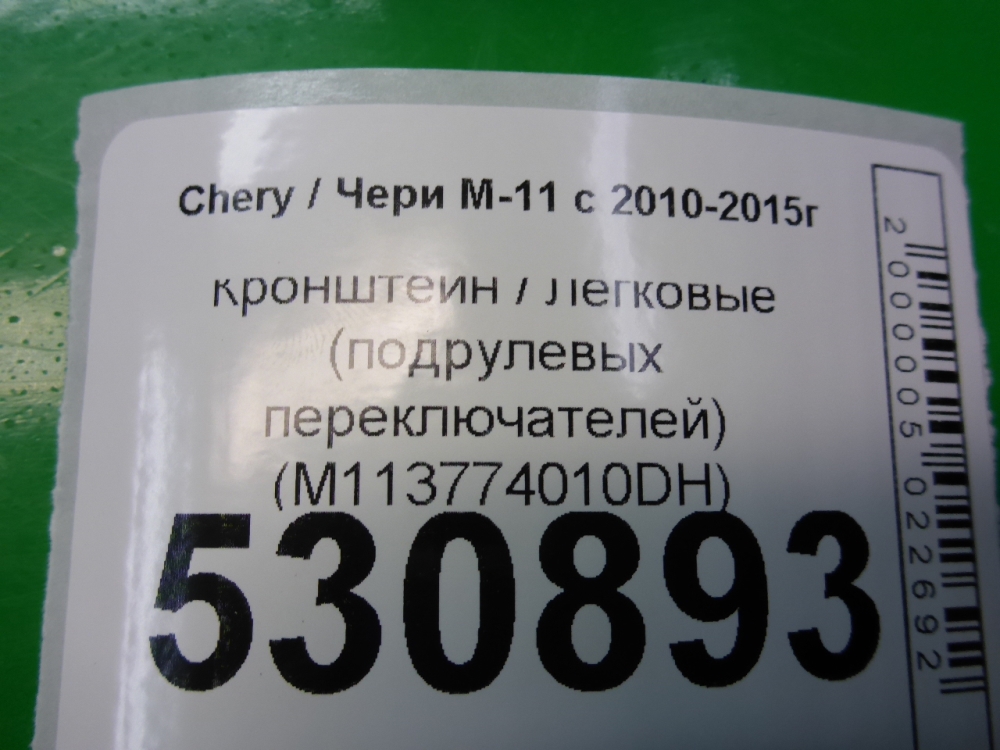 Chery / Чери М-11 с 2010-2015г
Кронштейн / Легковые
(подрулевых
переключателей)
(M113774010DH)
530893
2000005022692